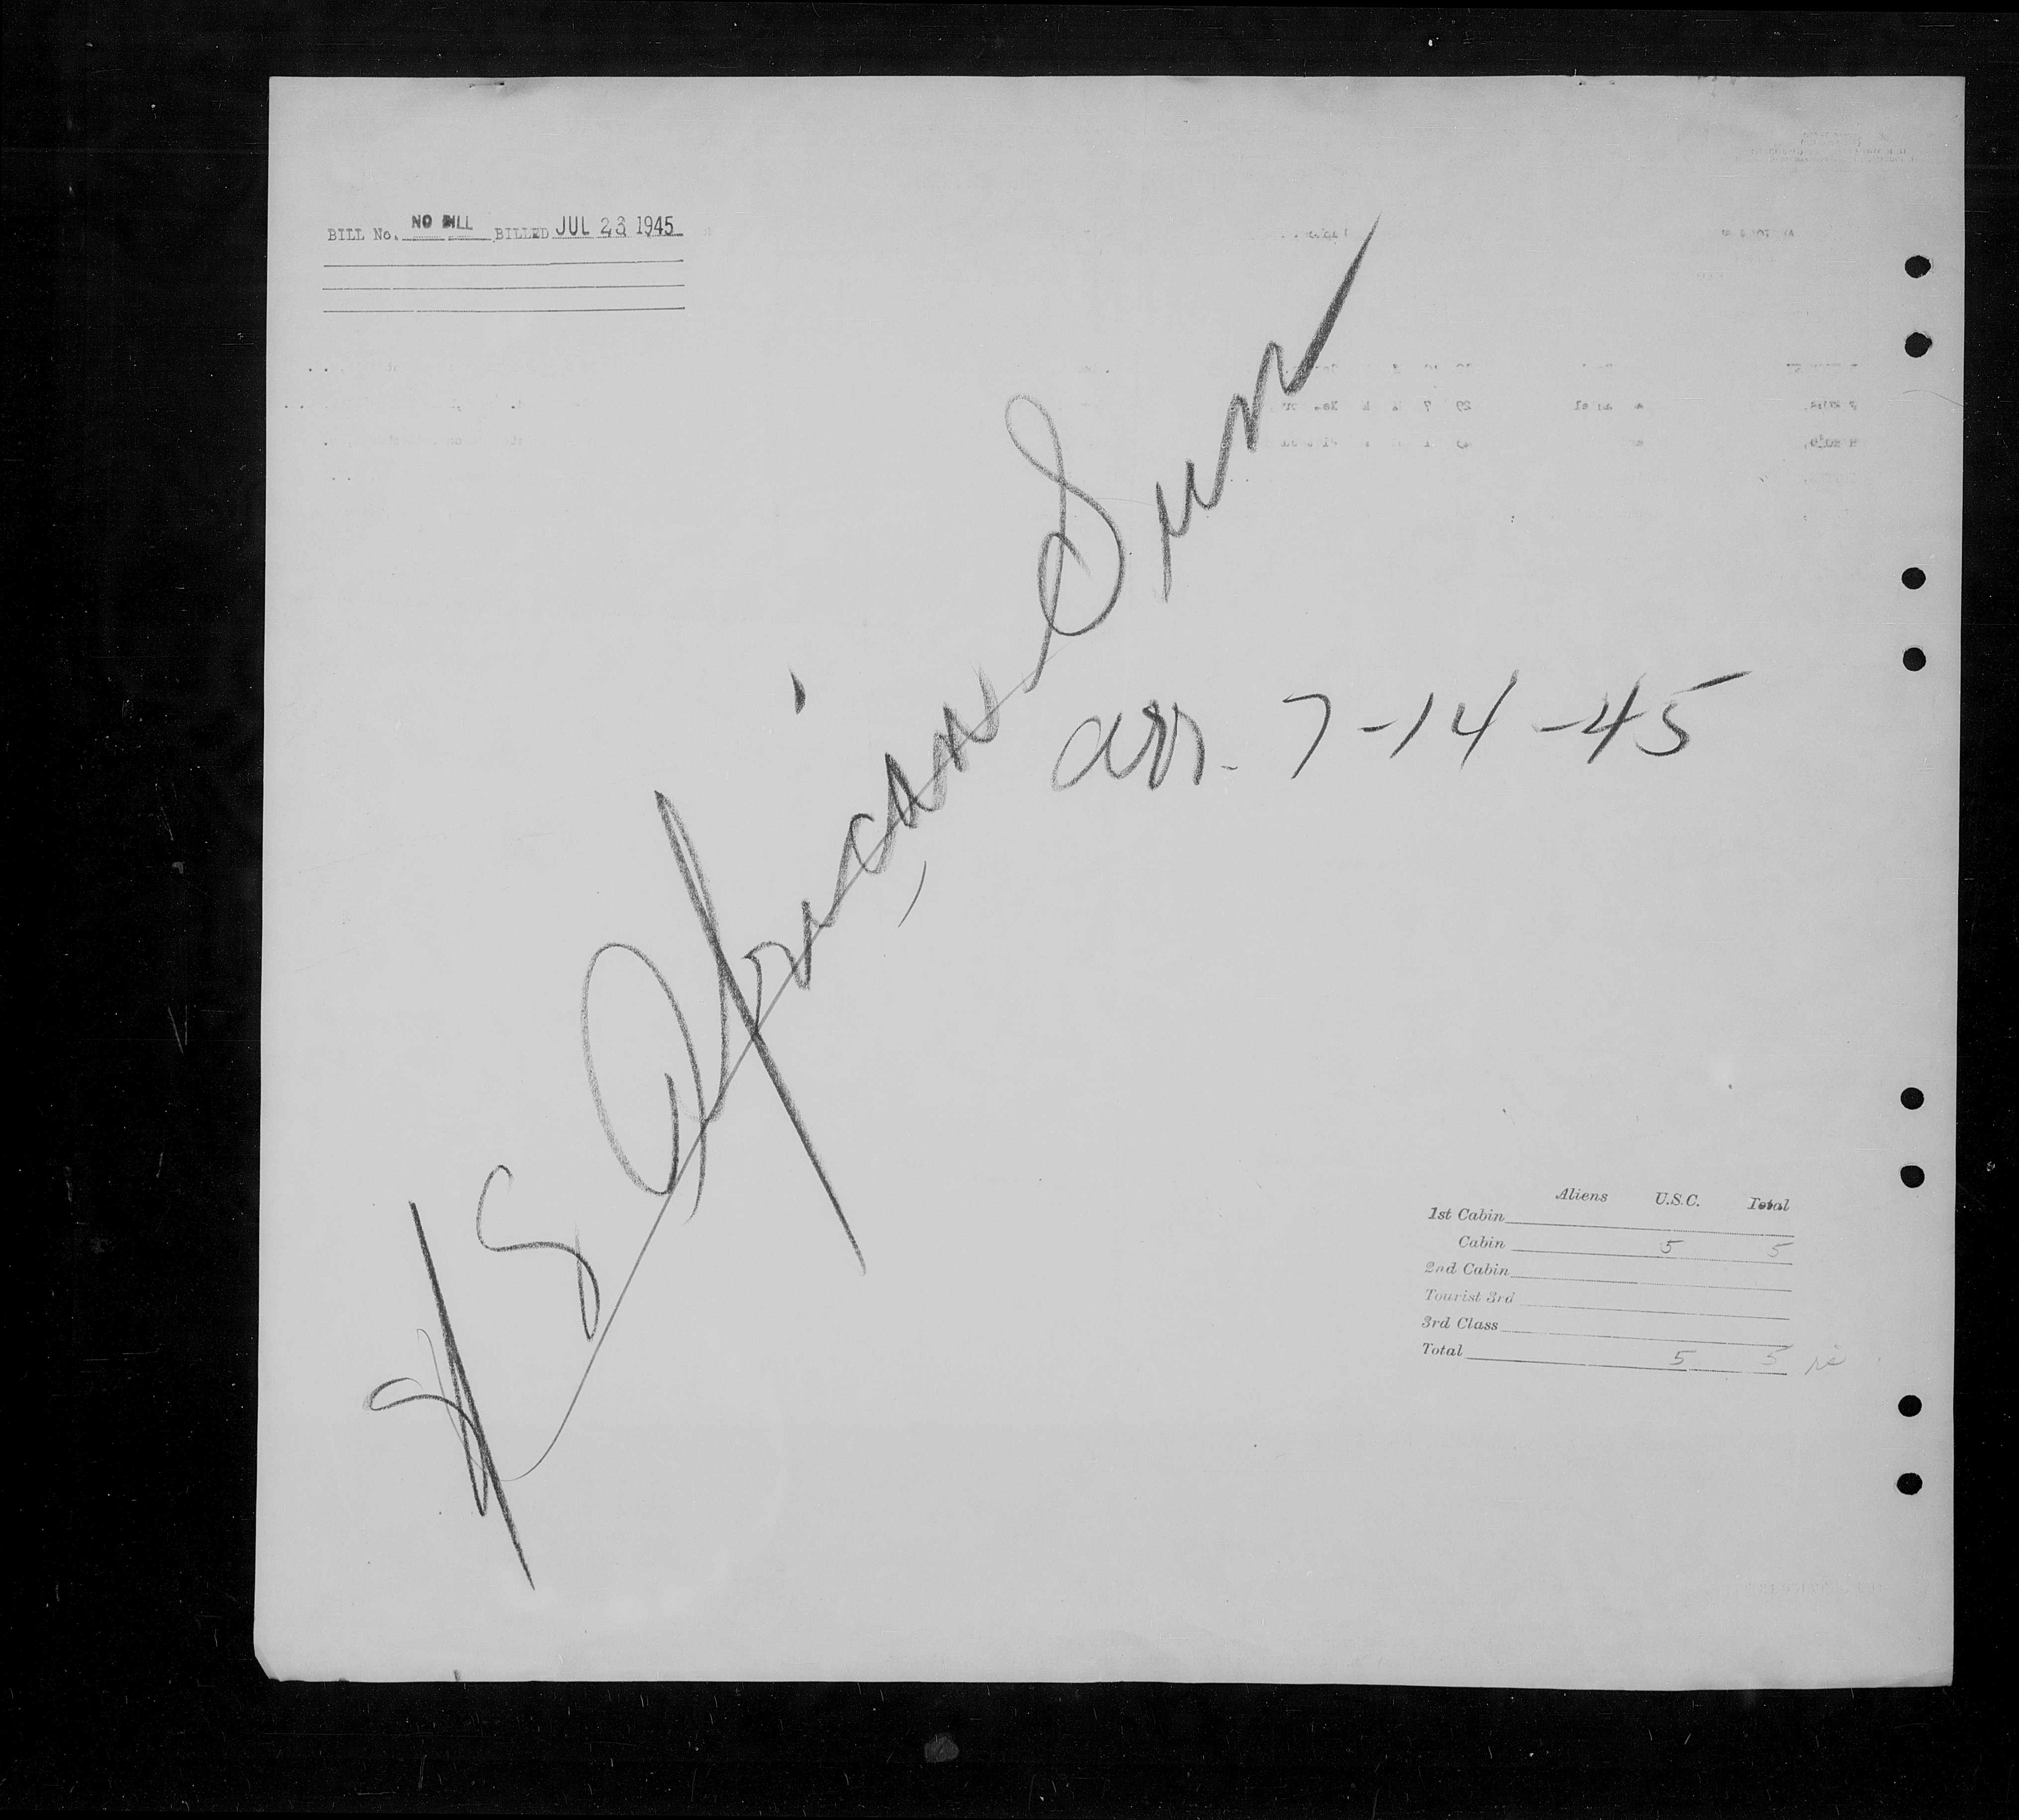 BILL No. NO BILL BILLED JUL 23 1945
SS African Sun
arr. 7-14-45
Aliens U.S.C. Total
1st Cabin
Cabin 5 5
2nd Cabin
Tourist 3rd
3rd Class
Total 5 5